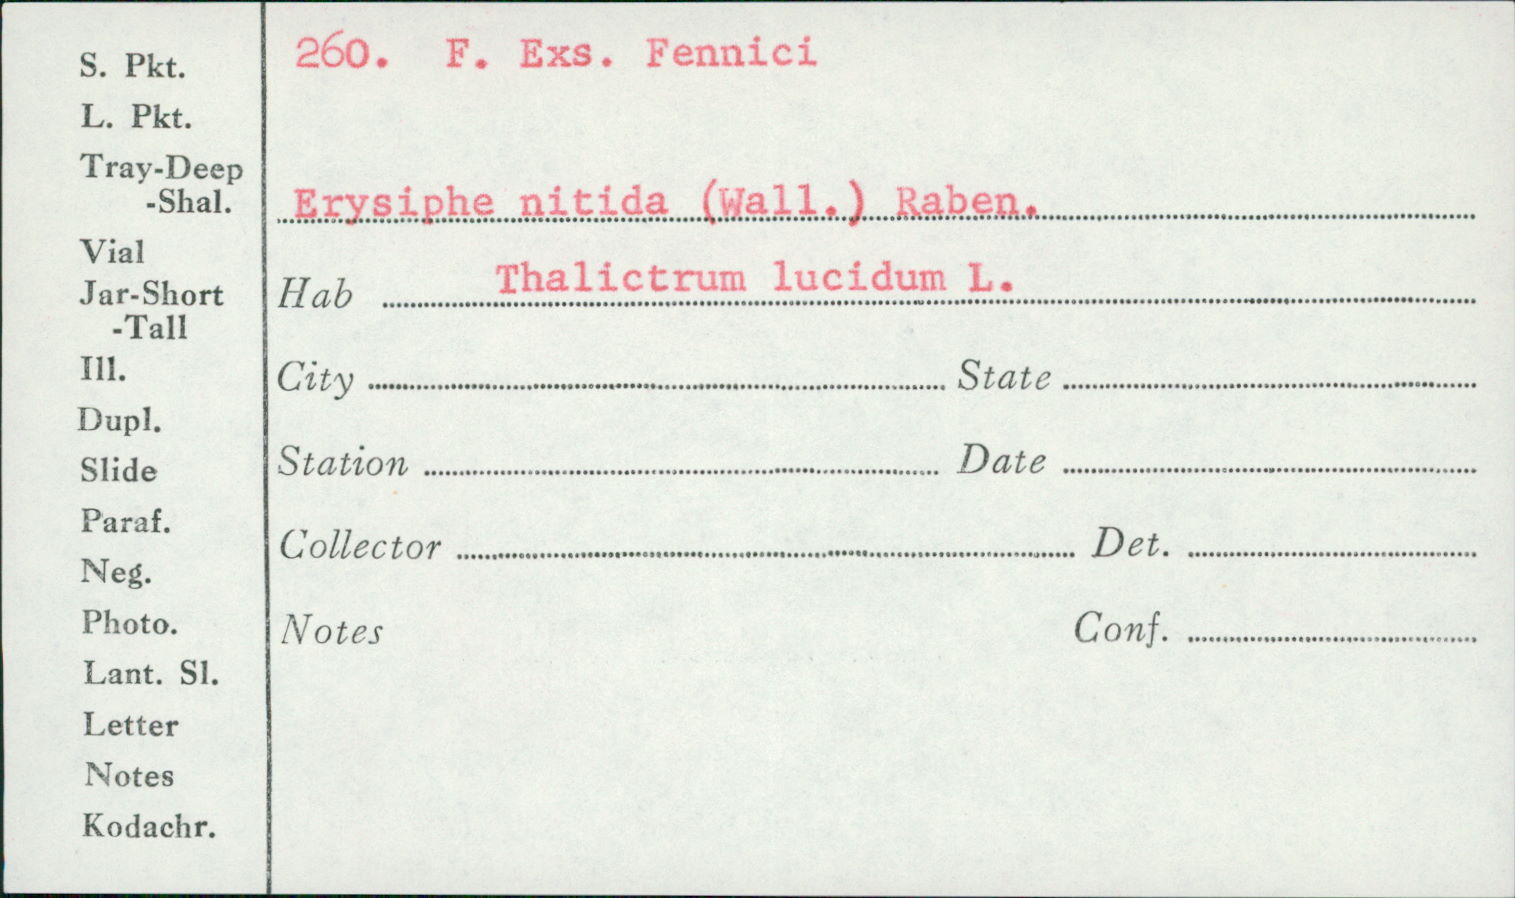 S. Pkt.
L. Pkt.
Tray-Deep
-Shal.
Vial
Jar-Short
-Tall
Ill.
Dupl.
Slide
Paraf.
Neg.
Photo.
Lant. Sl.
Letter
Notes
Kodachr.
260. F. Exs. Fennici
Erysiphe nitida (Wall.) Raben.
Hab Thalictrum lucidum L.
City State
Station Date
Collector Det.
Notes Conf.